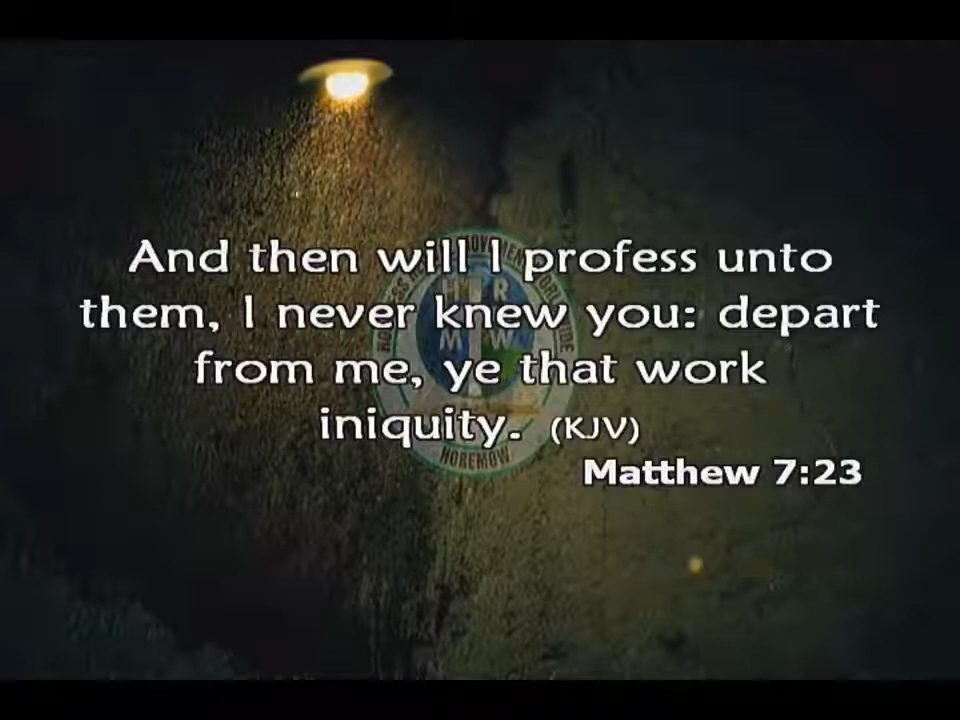 And then will I profess unto
them, I never knew you: depart
from me, ye that work
iniquity. (KJV)
Matthew 7:23
HOREMOW